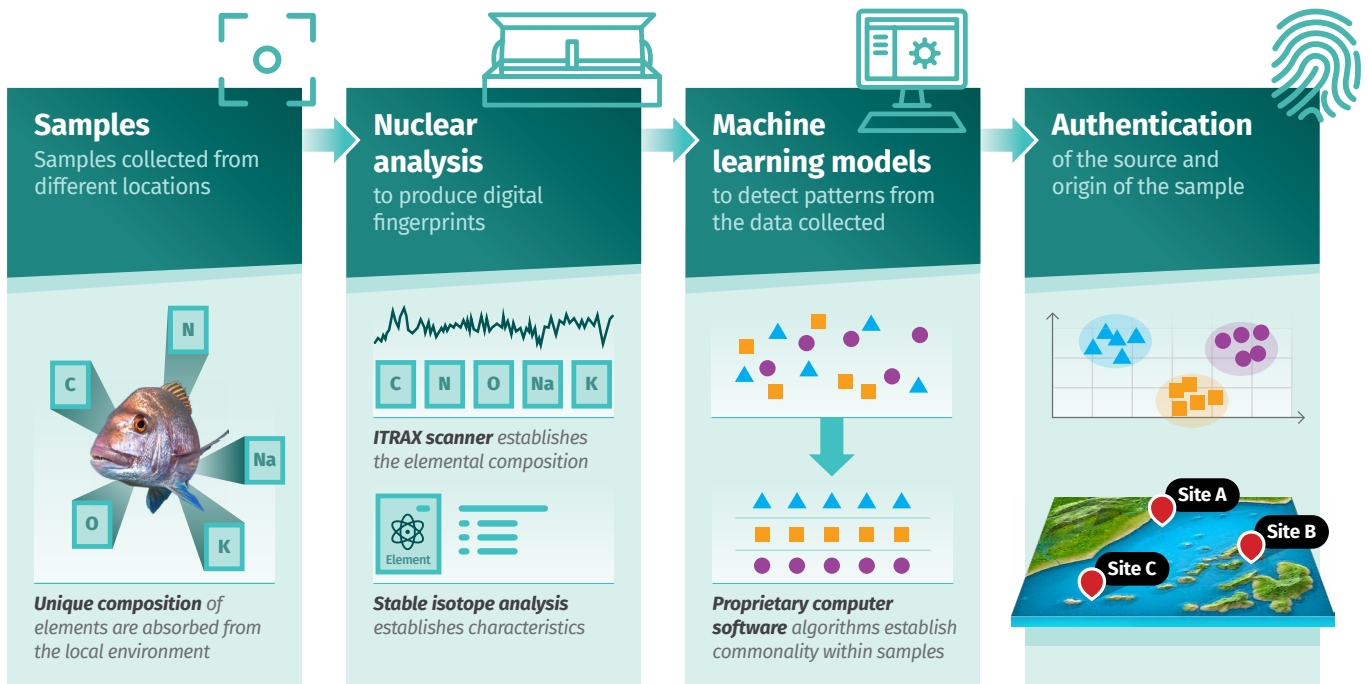 Samples
Samples collected from
different locations
N
C
Na
O
K
Unique composition of
elements are absorbed from
the local environment
Nuclear
analysis
to produce digital
fingerprints
C N O Na K
ITRAX scanner establishes
the elemental composition
Element
Stable isotope analysis
establishes characteristics
Machine
learning models
to detect patterns from
the data collected
Proprietary computer
software algorithms establish
commonality within samples
Authentication
of the source and
origin of the sample
Site A
Site B
Site C